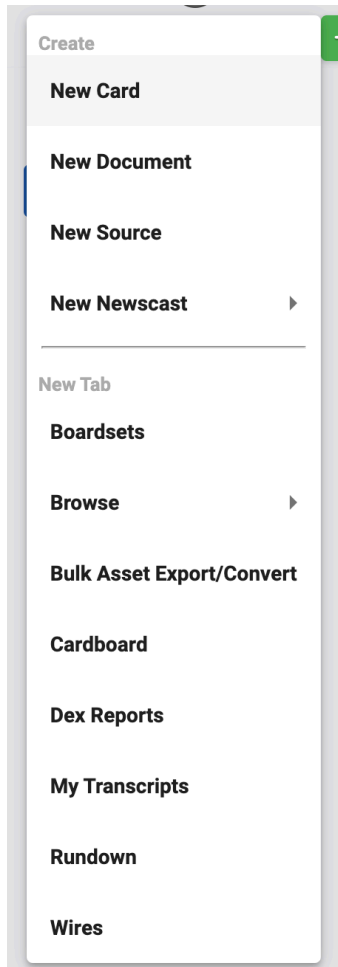 Create
New Card
New Document
New Source
New Newscast
New Tab
Boardsets
Browse
Bulk Asset Export/Convert
Cardboard
Dex Reports
My Transcripts
Rundown
Wires